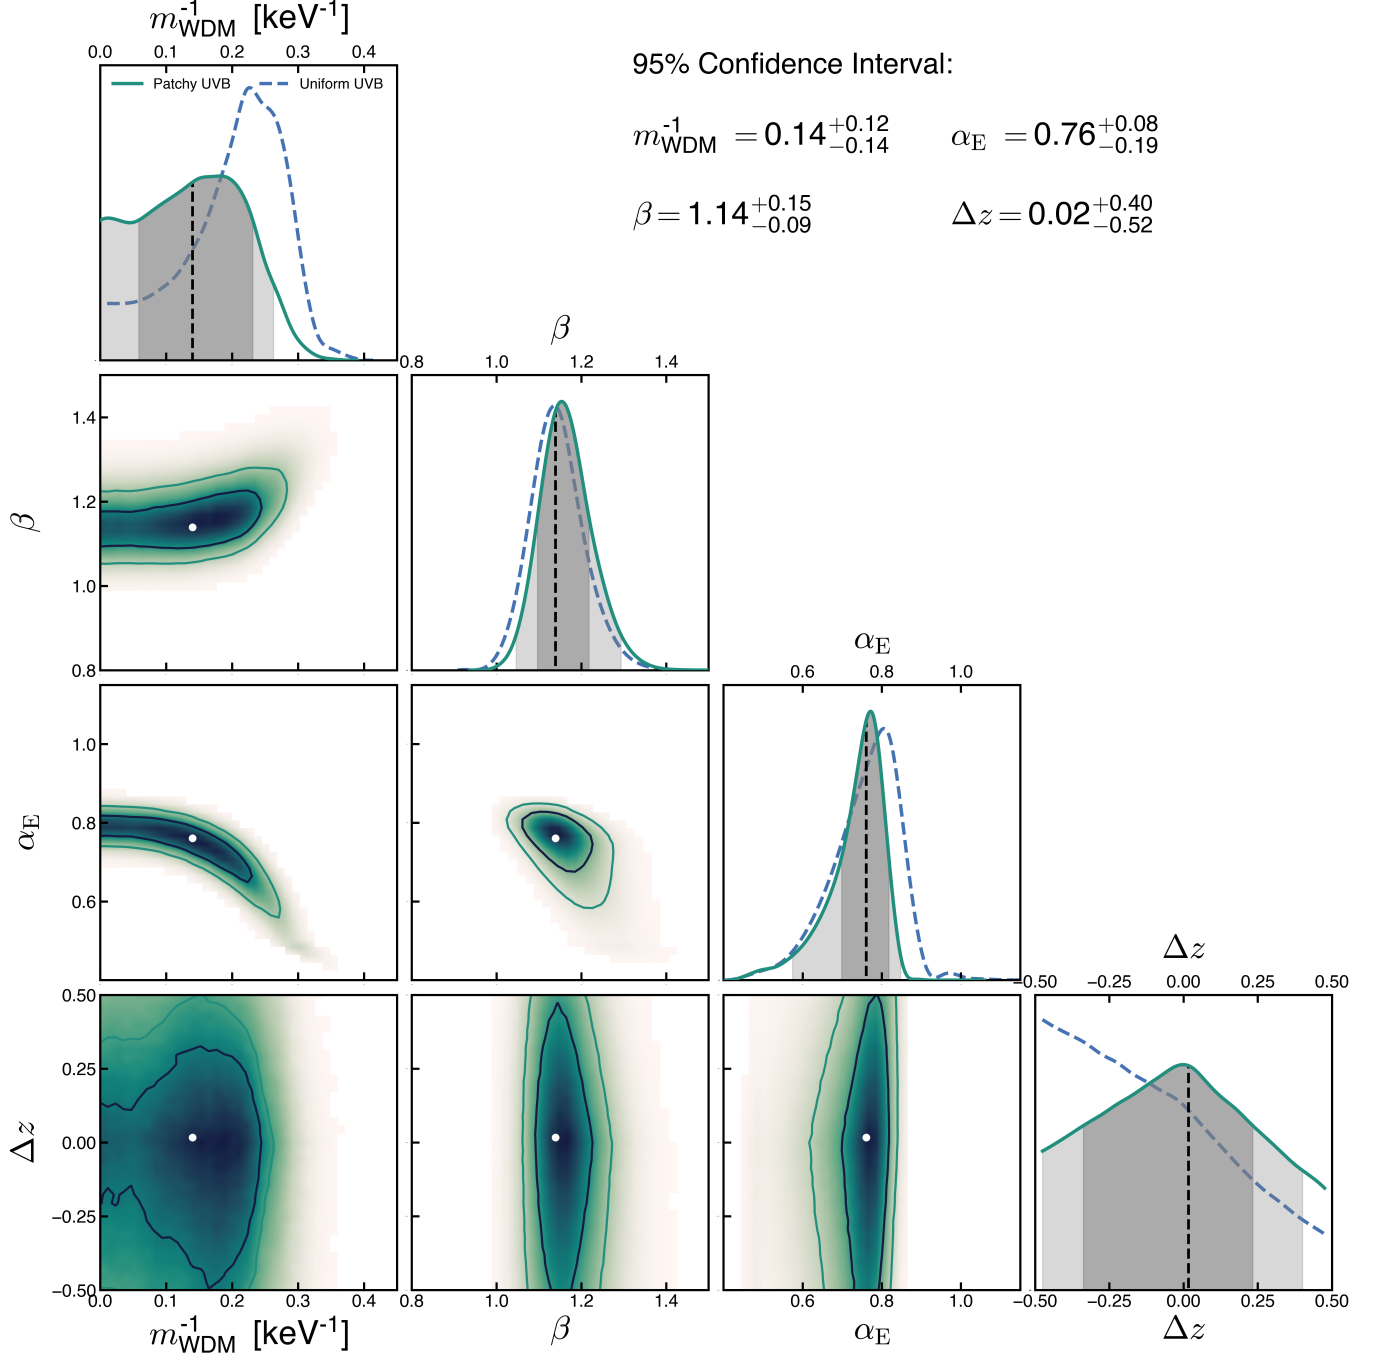 m⁻¹WDM [keV⁻¹]
0.0 0.1 0.2 0.3 0.4
Patchy UVB Uniform UVB
95% Confidence Interval:
m⁻¹WDM = 0.14 +0.12 −0.14 αE = 0.76 +0.08 −0.19
β = 1.14 +0.15 −0.09 Δz = 0.02 +0.40 −0.52
β
0.8 1.0 1.2 1.4
1.4
1.2
β
1.0
0.8
αE
0.6 0.8 1.0
1.0
0.8
αE
0.6
Δz
−0.50 −0.25 0.00 0.25 0.50
0.50
0.25
0.00
Δz
−0.25
−0.50
0.0 0.1 0.2 0.3 0.4 0.8 1.0 1.2 1.4 0.6 0.8 1.0 −0.50 −0.25 0.00 0.25 0.50
m⁻¹WDM [keV⁻¹] β αE Δz